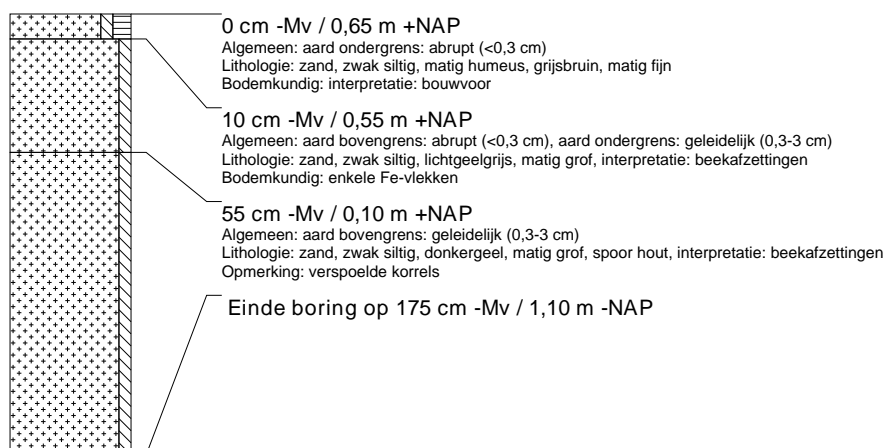 0 cm -Mv / 0,65 m +NAP
Algemeen: aard ondergrens: abrupt (<0,3 cm)
Lithologie: zand, zwak siltig, matig humeus, grijsbruin, matig fijn
Bodemkundig: interpretatie: bouwvoor
10 cm -Mv / 0,55 m +NAP
Algemeen: aard bovengrens: abrupt (<0,3 cm), aard ondergrens: geleidelijk (0,3-3 cm)
Lithologie: zand, zwak siltig, lichtgeelgrijs, matig grof, interpretatie: beekafzettingen
Bodemkundig: enkele Fe-vlekken
55 cm -Mv / 0,10 m +NAP
Algemeen: aard bovengrens: geleidelijk (0,3-3 cm)
Lithologie: zand, zwak siltig, donkergeel, matig grof, spoor hout, interpretatie: beekafzettingen
Opmerking: verspoelde korrels
Einde boring op 175 cm -Mv / 1,10 m -NAP